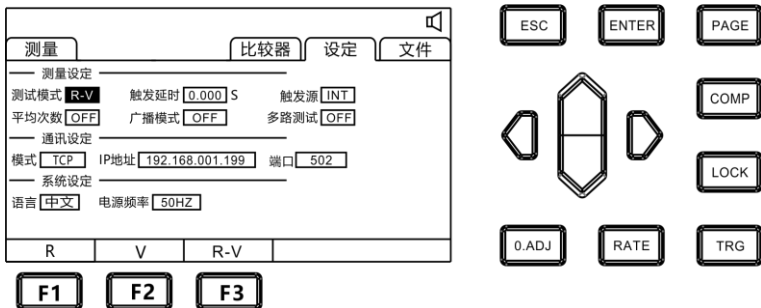 测量 比较器 设定 文件
测量设定
测试模式 R-V 触发延时 0.000 S 触发源 INT
平均次数 OFF 广播模式 OFF 多路测试 OFF
通讯设定
模式 TCP IP地址 192.168.001.199 端口 502
系统设定
语言 中文 电源频率 50HZ
R V R-V
F1 F2 F3
ESC ENTER PAGE
COMP
LOCK
0.ADJ RATE TRG